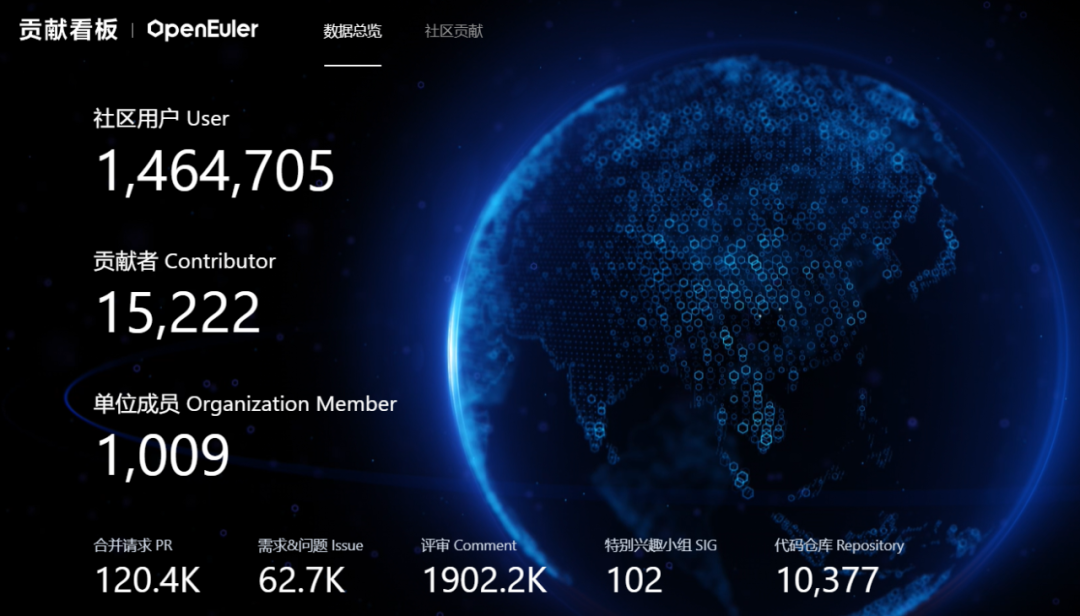 贡献看板 | OpenEuler 数据总览 社区贡献
社区用户 User
1,464,705
贡献者 Contributor
15,222
单位成员 Organization Member
1,009
合并请求 PR 需求&问题 Issue 评审 Comment 特别兴趣小组 SIG 代码仓库 Repository
120.4K 62.7K 1902.2K 102 10,377